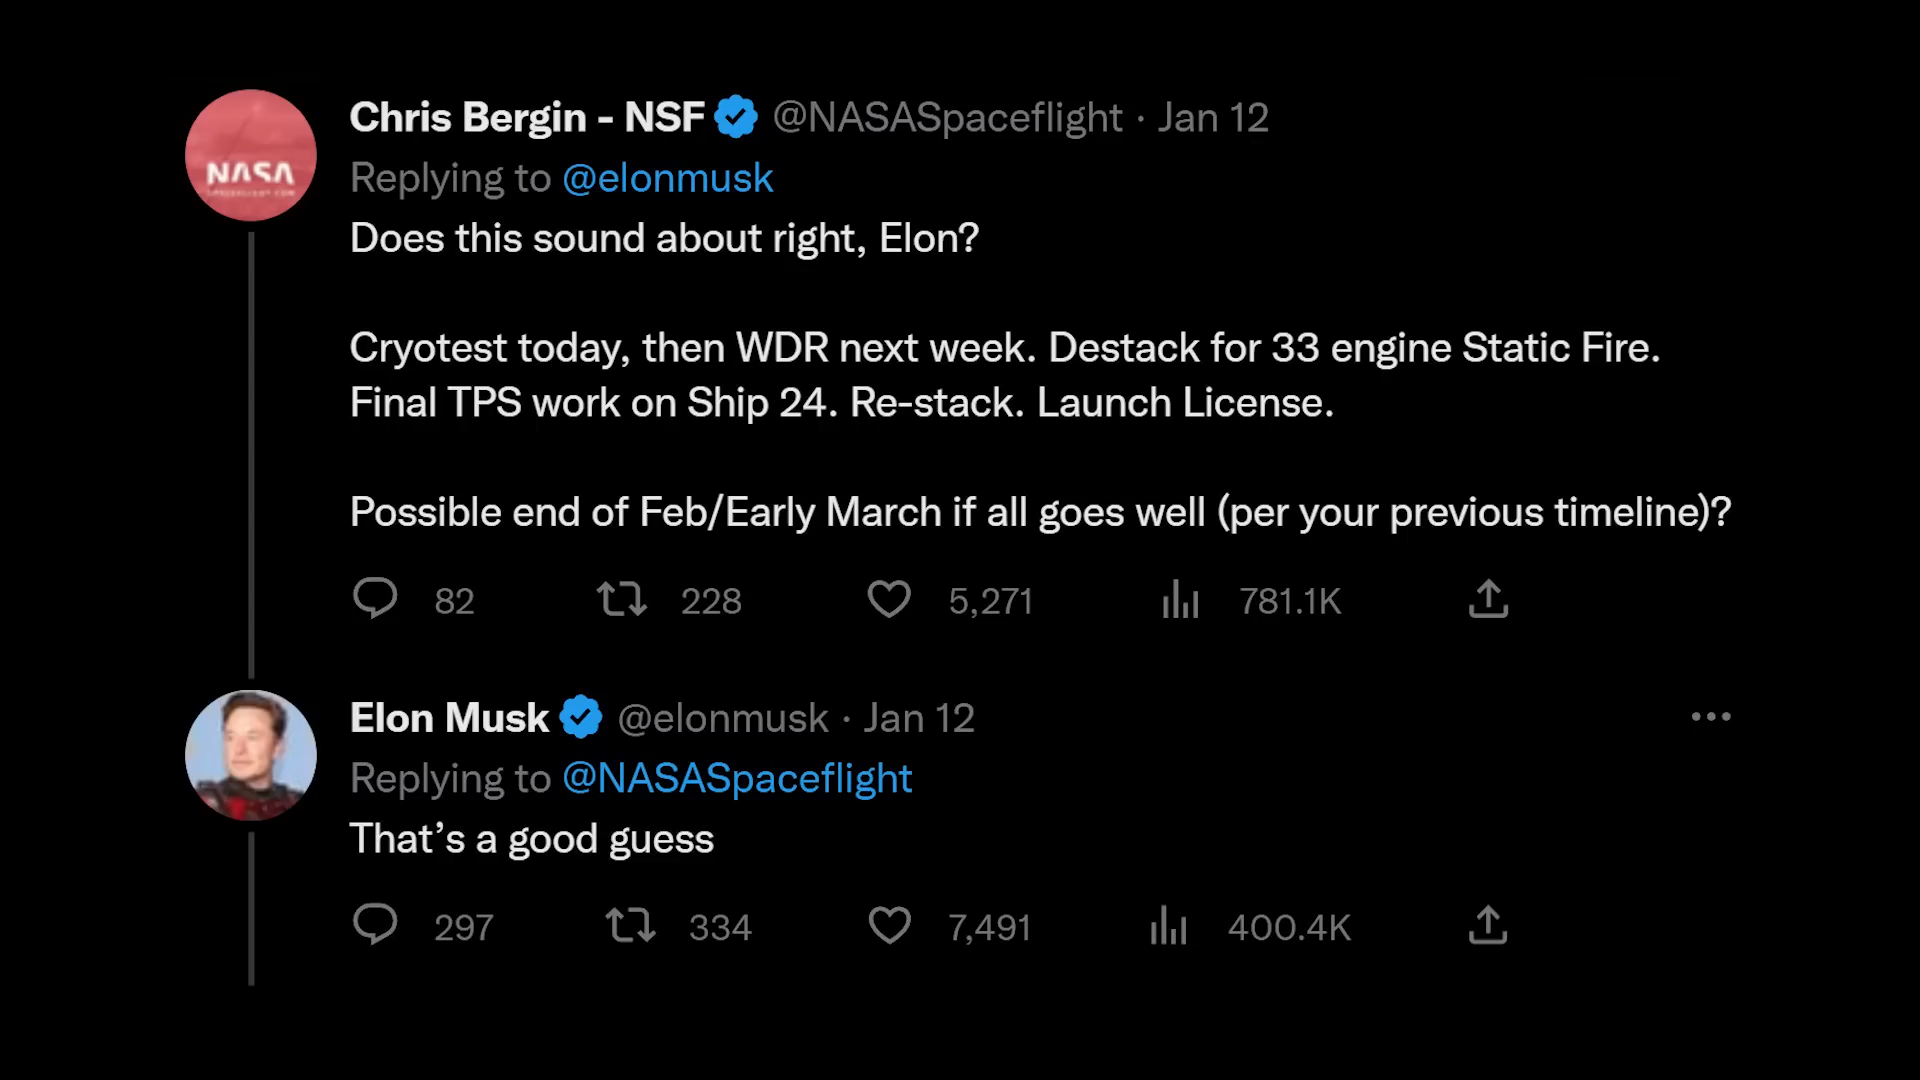 Chris Bergin - NSF @NASASpaceflight · Jan 12
NASA
Replying to @elonmusk
Does this sound about right, Elon?
Cryotest today, then WDR next week. Destack for 33 engine Static Fire.
Final TPS work on Ship 24. Re-stack. Launch License.
Possible end of Feb/Early March if all goes well (per your previous timeline)?
82 228 5,271 781.1K
Elon Musk @elonmusk · Jan 12
Replying to @NASASpaceflight
That’s a good guess
297 334 7,491 400.4K